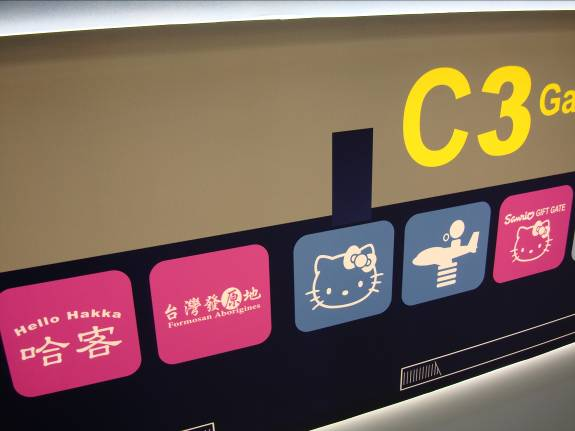 C3 Ga
Hello Hakka
哈客
台灣發原地
Formosan Aborigines
Sanrio GIFT GATE